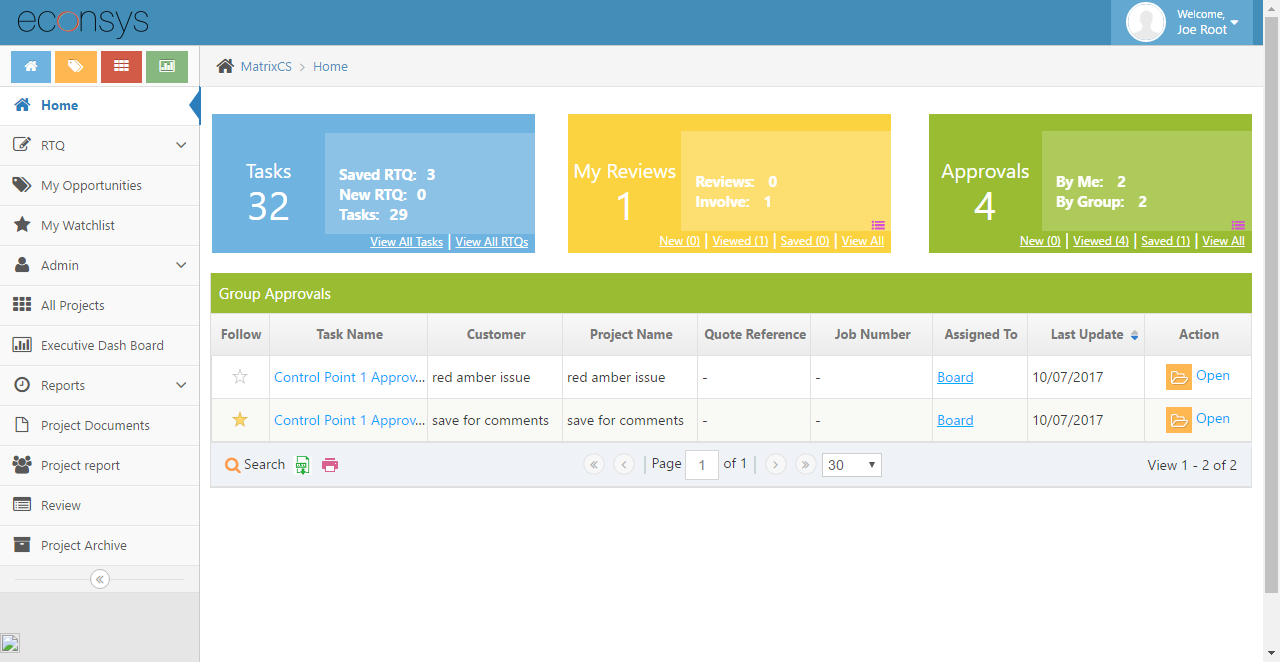 econsys
Welcome,
Joe Root
MatrixCS > Home
Home
RTQ
My Opportunities
My Watchlist
Admin
All Projects
Executive Dash Board
Reports
Project Documents
Project report
Review
Project Archive
Tasks
32
Saved RTQ: 3
New RTQ: 0
Tasks: 29
View All Tasks | View All RTQs
My Reviews
1
Reviews: 0
Involve: 1
New (0) | Viewed (1) | Saved (0) | View All
Approvals
4
By Me: 2
By Group: 2
New (0) | Viewed (4) | Saved (1) | View All
Group Approvals
Follow Task Name Customer Project Name Quote Reference Job Number Assigned To Last Update Action
Control Point 1 Approv... red amber issue red amber issue - - Board 10/07/2017 Open
Control Point 1 Approv... save for comments save for comments - - Board 10/07/2017 Open
Search | Page 1 of 1 | 30 View 1 - 2 of 2